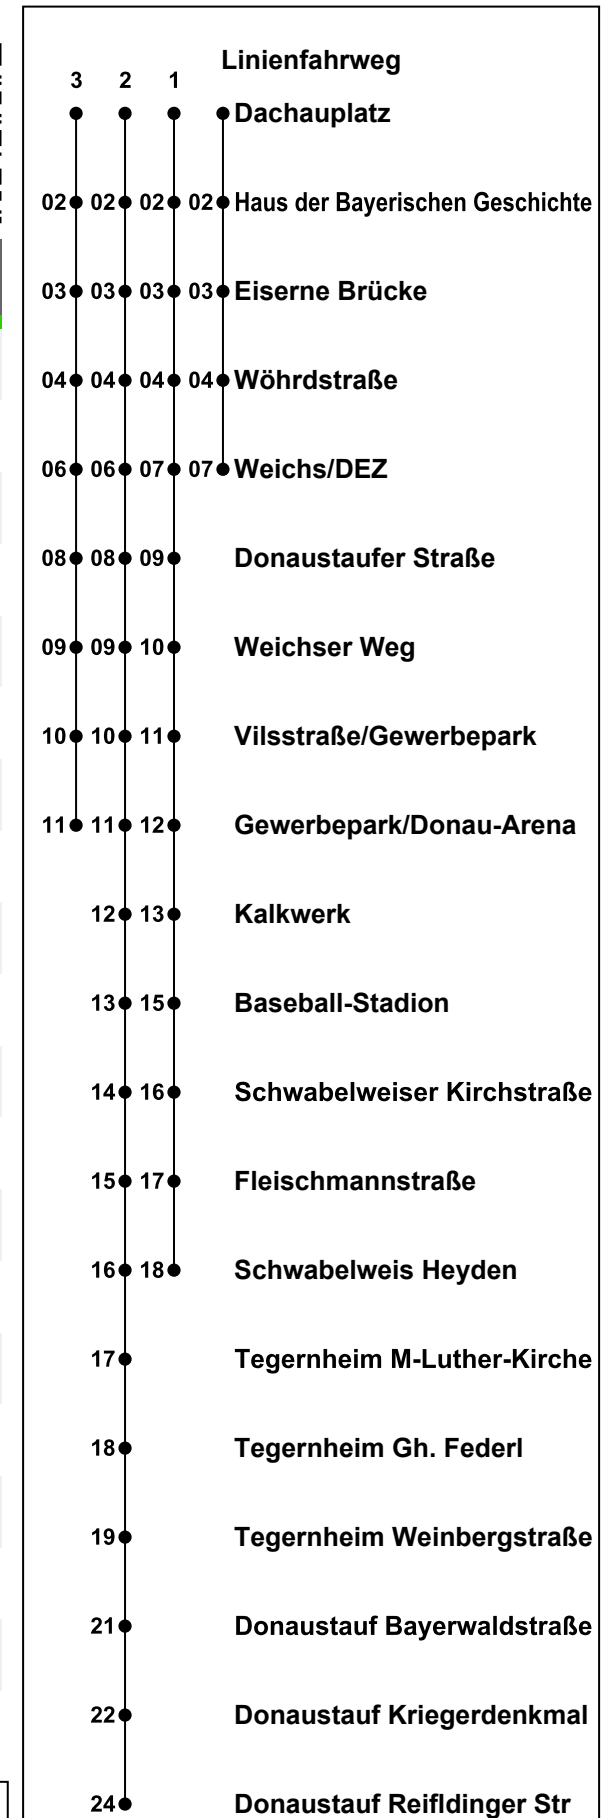 Linienfahrweg
3 2 1
Dachauplatz
02 02 02 02 Haus der Bayerischen Geschichte
03 03 03 03 Eiserne Brücke
04 04 04 04 Wöhrdstraße
06 06 07 07 Weichs/DEZ
08 08 09 Donaustaufer Straße
09 09 10 Weichser Weg
10 10 11 Vilsstraße/Gewerbepark
11 11 12 Gewerbepark/Donau-Arena
12 13 Kalkwerk
13 15 Baseball-Stadion
14 16 Schwabelweiser Kirchstraße
15 17 Fleischmannstraße
16 18 Schwabelweis Heyden
17 Tegernheim M-Luther-Kirche
18 Tegernheim Gh. Federl
19 Tegernheim Weinbergstraße
21 Donaustauf Bayerwaldstraße
22 Donaustauf Kriegerdenkmal
24 Donaustauf Reifldinger Str